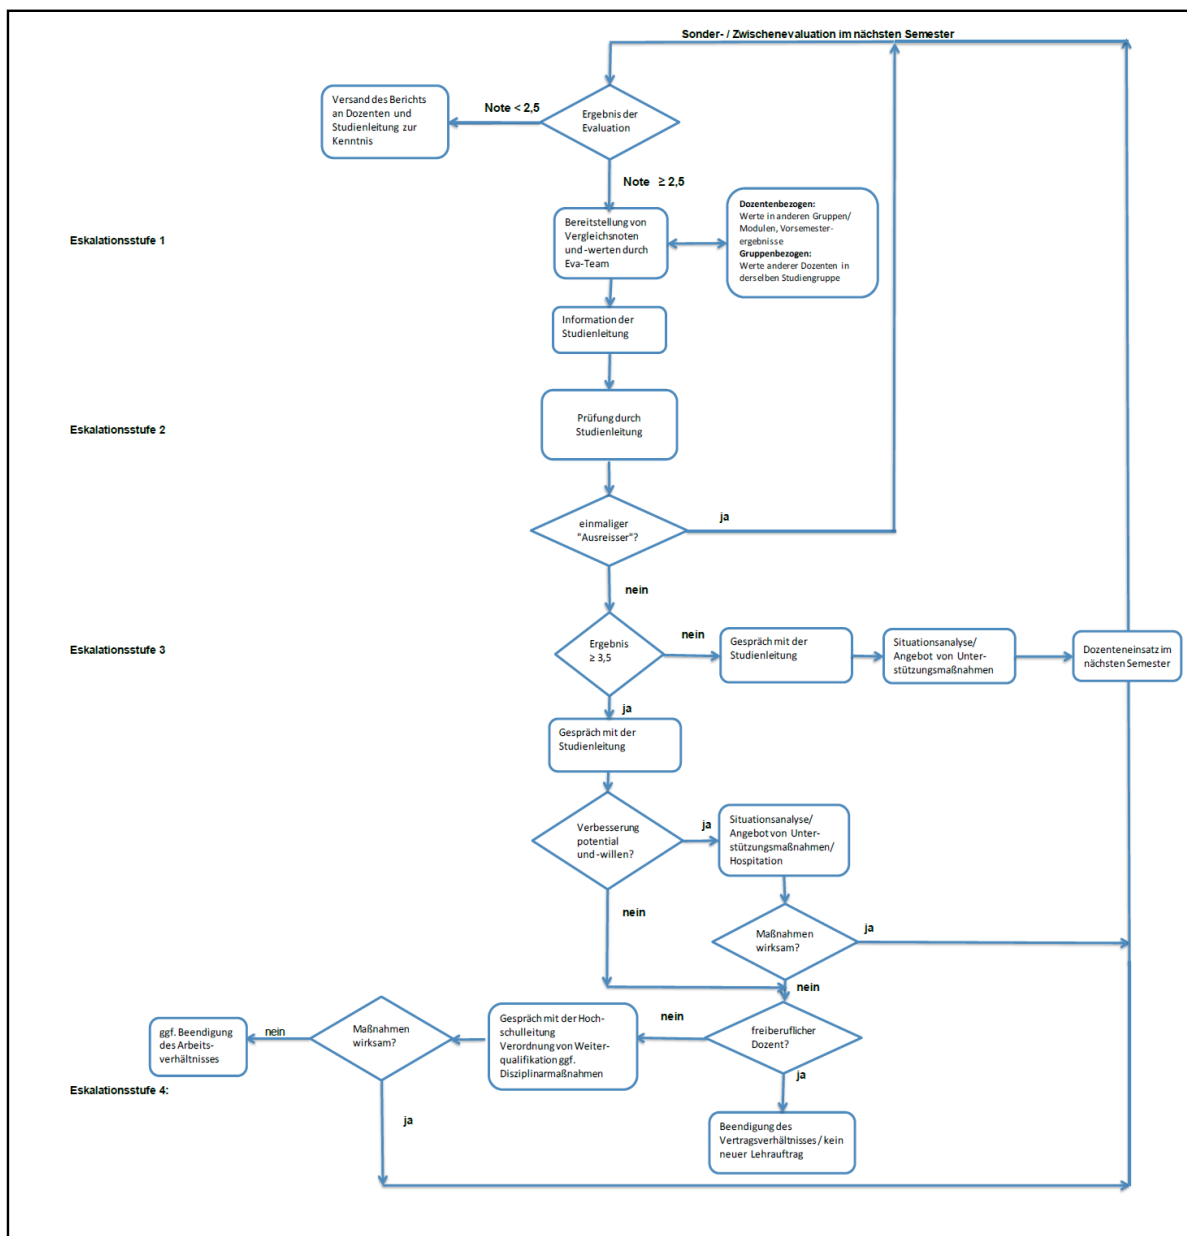 Sonder- / Zwischenevaluation im nächsten Semester
Versand des Berichts
an Dozenten und
Studienleitung zur
Kenntnis
Note < 2,5
Ergebnis der
Evaluation
Note ≥ 2,5
Eskalationsstufe 1
Bereitstellung von
Vergleichsnoten
und -werten durch
Eva-Team
Dozentenbezogen:
Werte in anderen Gruppen/
Modulen, Vorsemester-
ergebnisse
Gruppenbezogen:
Werte anderer Dozenten in
derselben Studiengruppe
Information der
Studienleitung
Eskalationsstufe 2
Prüfung durch
Studienleitung
einmaliger
"Ausreisser"?
ja
nein
Eskalationsstufe 3
Ergebnis
≥ 3,5
nein
Gespräch mit der
Studienleitung
Situationsanalyse/
Angebot von Unter-
stützungsmaßnahmen
Dozenteneinsatz im
nächsten Semester
ja
Gespräch mit der
Studienleitung
Verbesserung
potential
und -willen?
ja
Situationsanalyse/
Angebot von Unter-
stützungsmaßnahmen/
Hospitation
nein
Maßnahmen
wirksam?
ja
nein
ggf. Beendigung
des Arbeits-
verhältnisses
nein
Maßnahmen
wirksam?
Gespräch mit der Hoch-
schulleitung
Verordnung von Weiter-
qualifikation ggf.
Disziplinarmaßnahmen
nein
freiberuflicher
Dozent?
ja
Eskalationsstufe 4:
ja
Beendigung des
Vertragsverhältnisses / kein
neuer Lehrauftrag